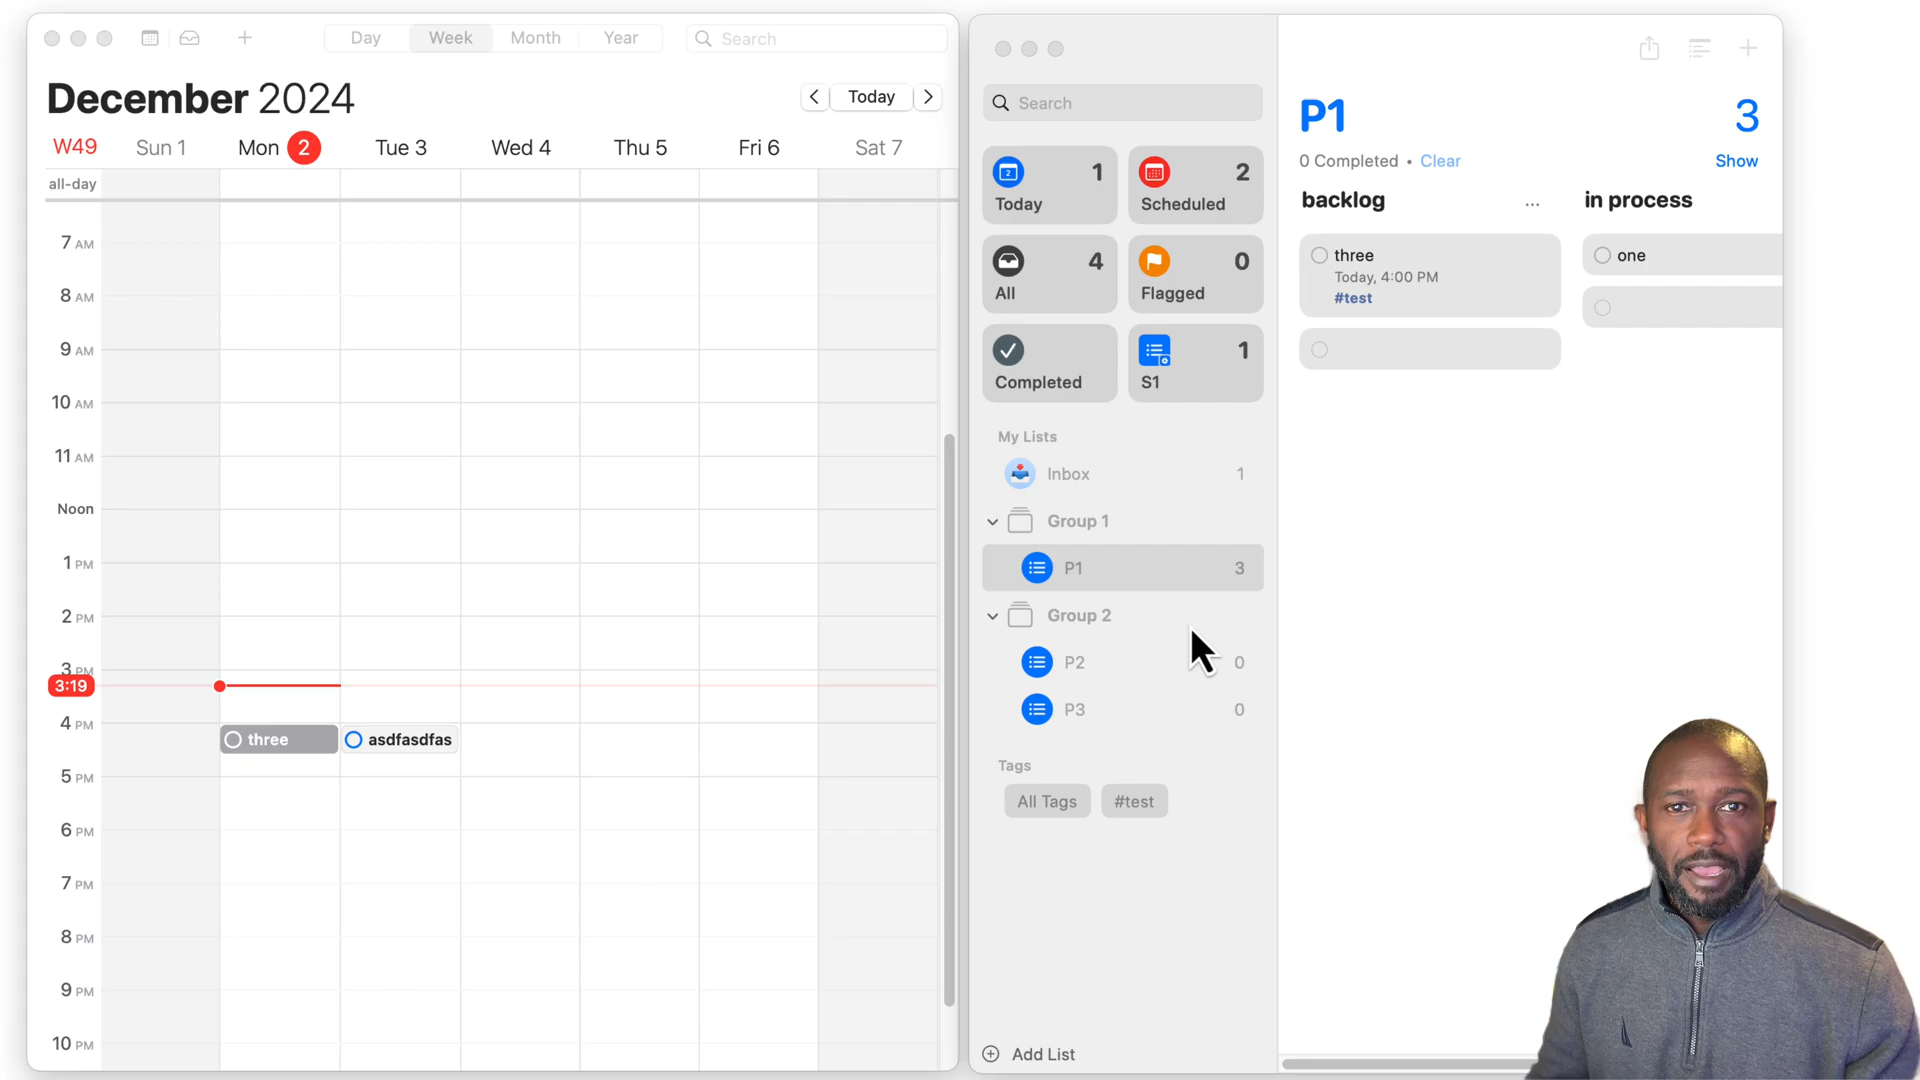 Day Week Month Year Search
December 2024
Today
W49 Sun 1 Mon 2 Tue 3 Wed 4 Thu 5 Fri 6 Sat 7
all-day
7 AM
8 AM
9 AM
10 AM
11 AM
Noon
1 PM
2 PM
3 PM
3:19
4 PM
three asdfasdfas
5 PM
6 PM
7 PM
8 PM
9 PM
10 PM
Search
2 1 2
Today Scheduled
4 0
All Flagged
1
Completed S1
My Lists
Inbox 1
Group 1
P1 3
Group 2
P2 0
P3 0
Tags
All Tags #test
Add List
P1 3
0 Completed • Clear Show
backlog ... in process
three
Today, 4:00 PM
#test
one